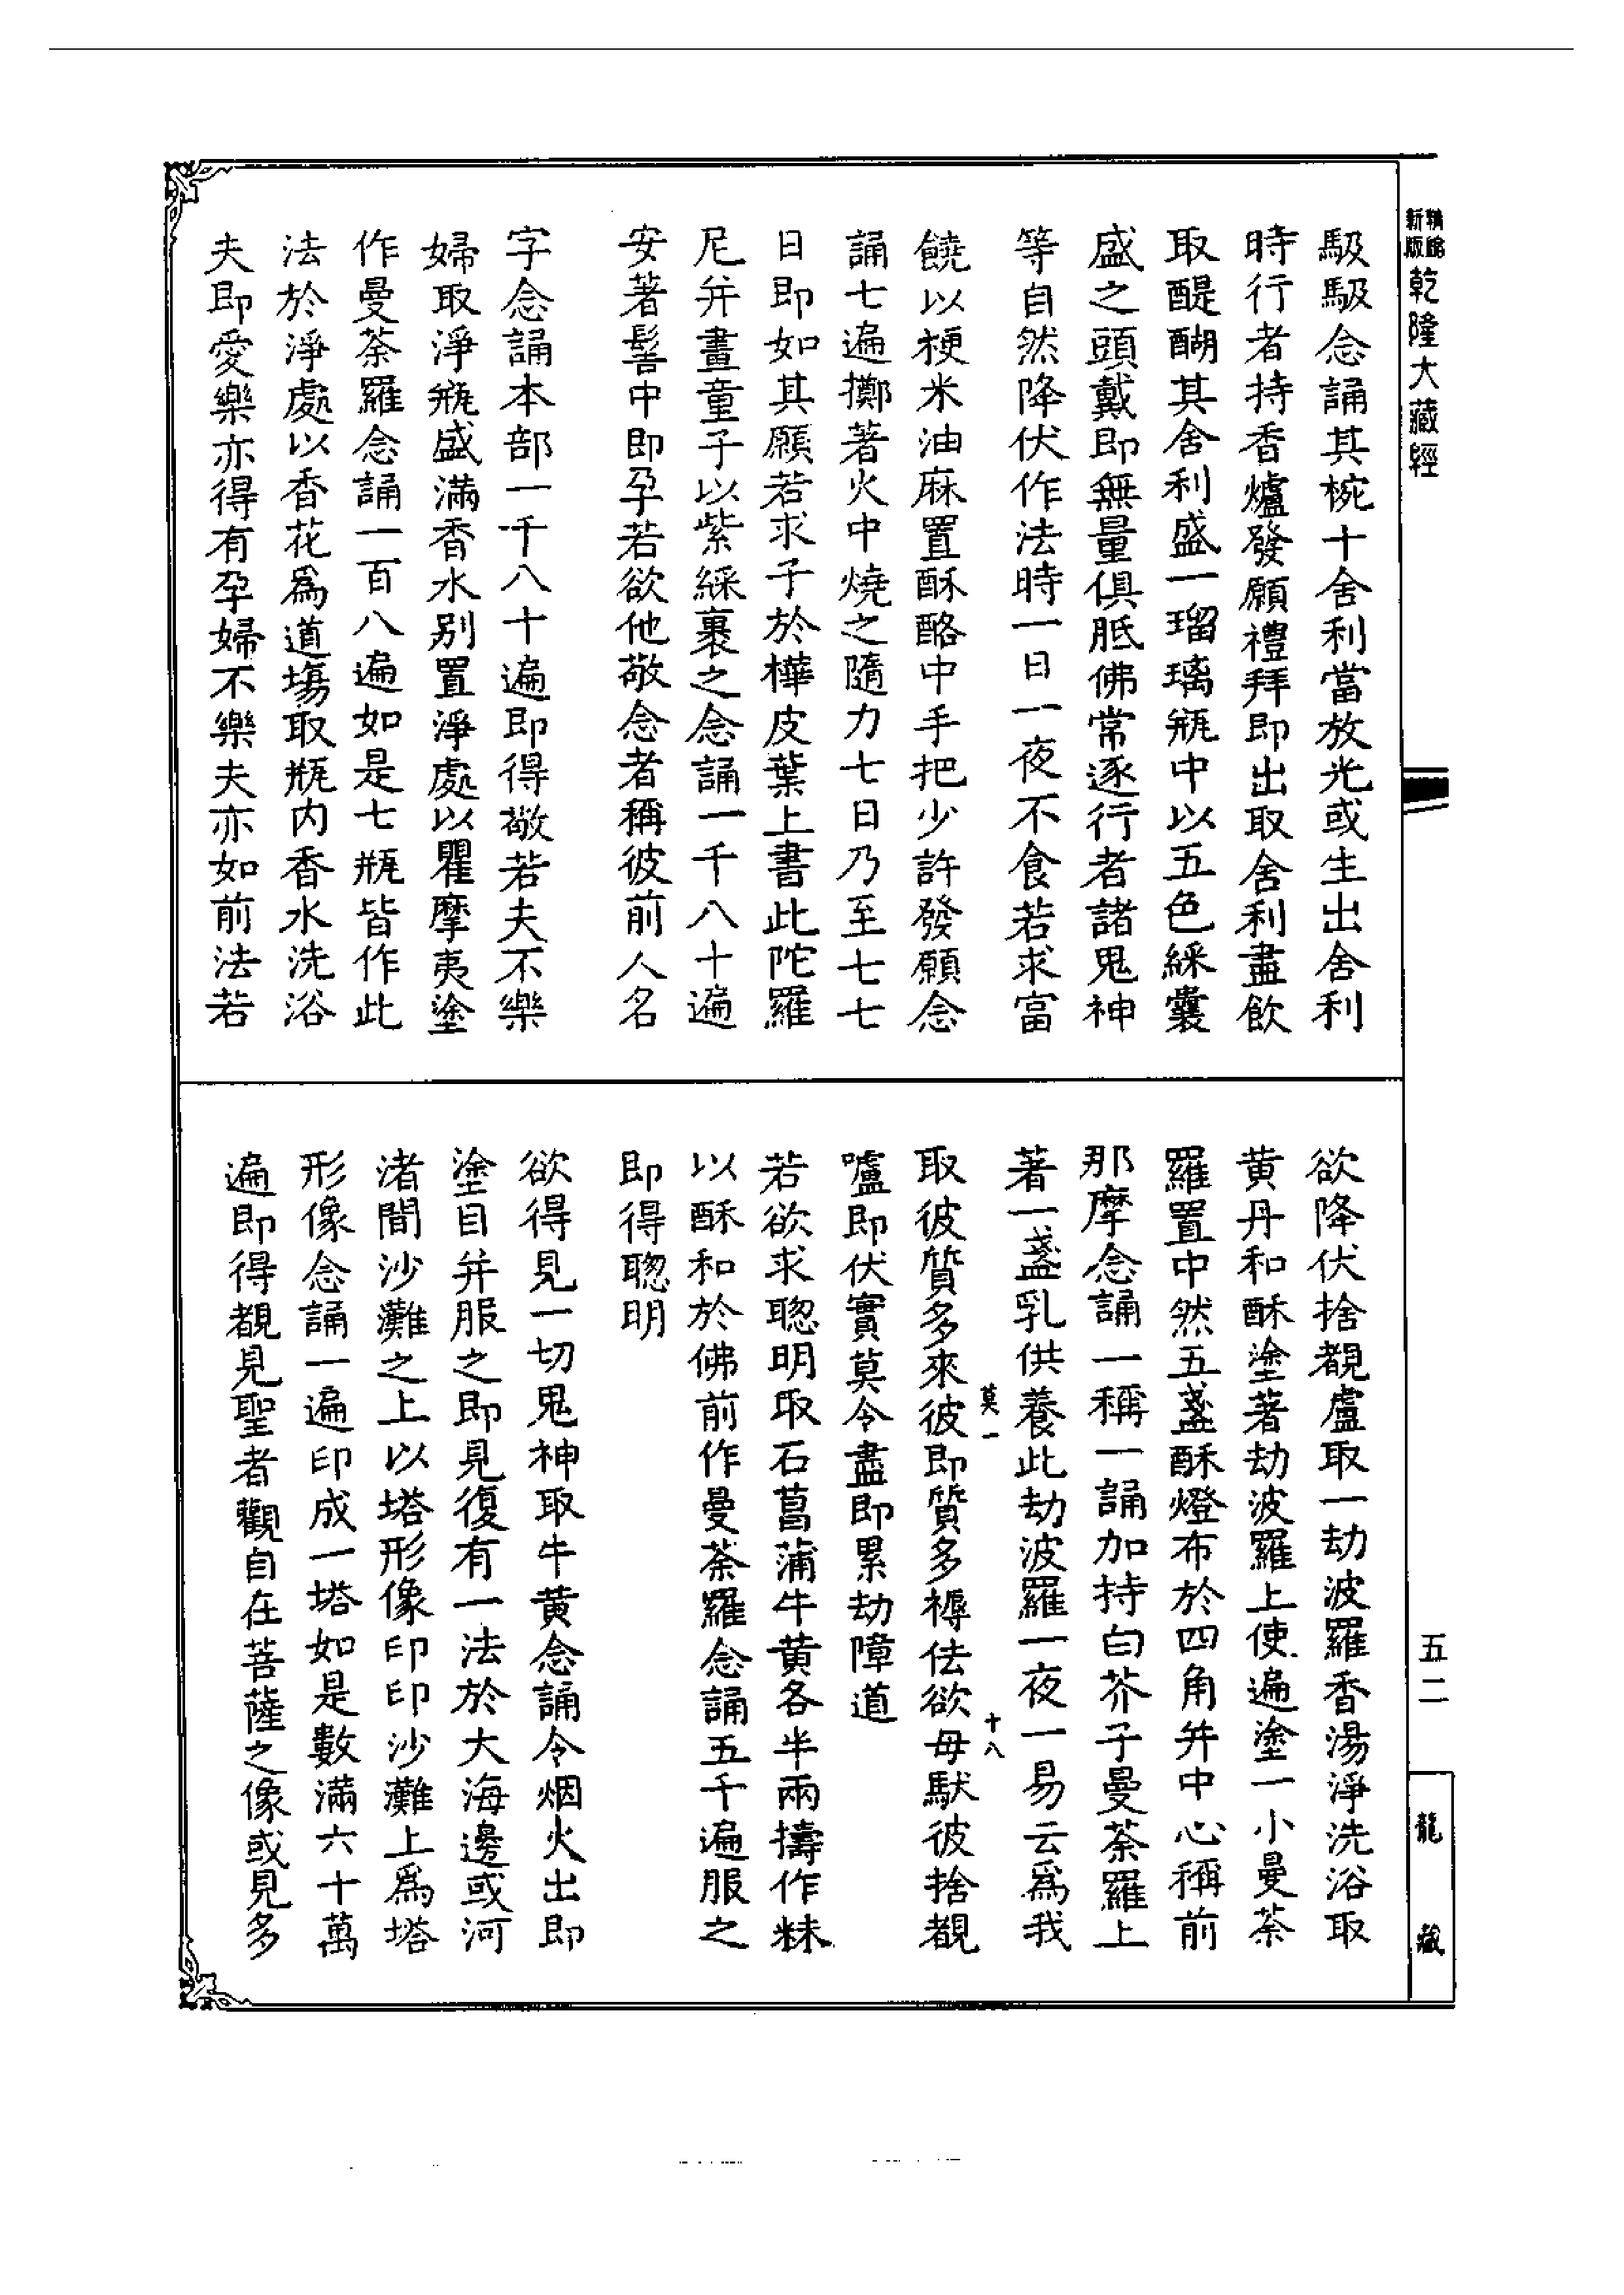 精縮新版乾隆大藏經
馺馺念誦其椀十舍利當放光或生出舍利
時行者持香爐發願禮拜即出取舍利盡飲
取醍醐其舍利盛一瑠璃瓶中以五色綵囊
盛之頭戴即無量俱胝佛常逐行者諸鬼神
等自然降伏作法時一日一夜不食若求富
饒以粳米油麻置酥酪中手把少許發願念
誦七遍擲著火中燒之隨力七日乃至七七
日即如其願若求子於樺皮葉上書此陀羅
尼并畫童子以紫綵裹之念誦一千八十遍
安著髻中即孕若欲他敬念者稱彼前人名
字念誦本部一千八十遍即得敬若夫不樂
婦取淨瓶盛滿香水別置淨處以瞿摩夷塗
作曼荼羅念誦一百八遍如是七瓶皆作此
法於淨處以香花爲道塲取瓶内香水洗浴
夫即愛樂亦得有孕婦不樂夫亦如前法若
欲降伏捨覩盧取一劫波羅香湯淨洗浴取
黄丹和酥塗著劫波羅上使遍塗一小曼荼
羅置中然五盞酥燈布於四角并中心稱前
那摩念誦一稱一誦加持白芥子曼荼羅上
著一盞乳供養此劫波羅一夜一易云爲我
莫一
十八
取彼質多來彼即質多褥佉欲毋馱彼捨覩
嚧即伏實莫令盡即累劫障道
若欲求聦明取石菖蒲牛黄各半兩擣作粖
以酥和於佛前作曼荼羅念誦五千遍服之
即得聦明
欲得見一切鬼神取牛黄念誦令烟火出即
塗目并服之即見復有一法於大海邊或河
渚間沙灘之上以塔形像印印沙灘上爲塔
形像念誦一遍印成一塔如是數滿六十萬
遍即得覩見聖者觀自在菩薩之像或見多
五二
龍藏